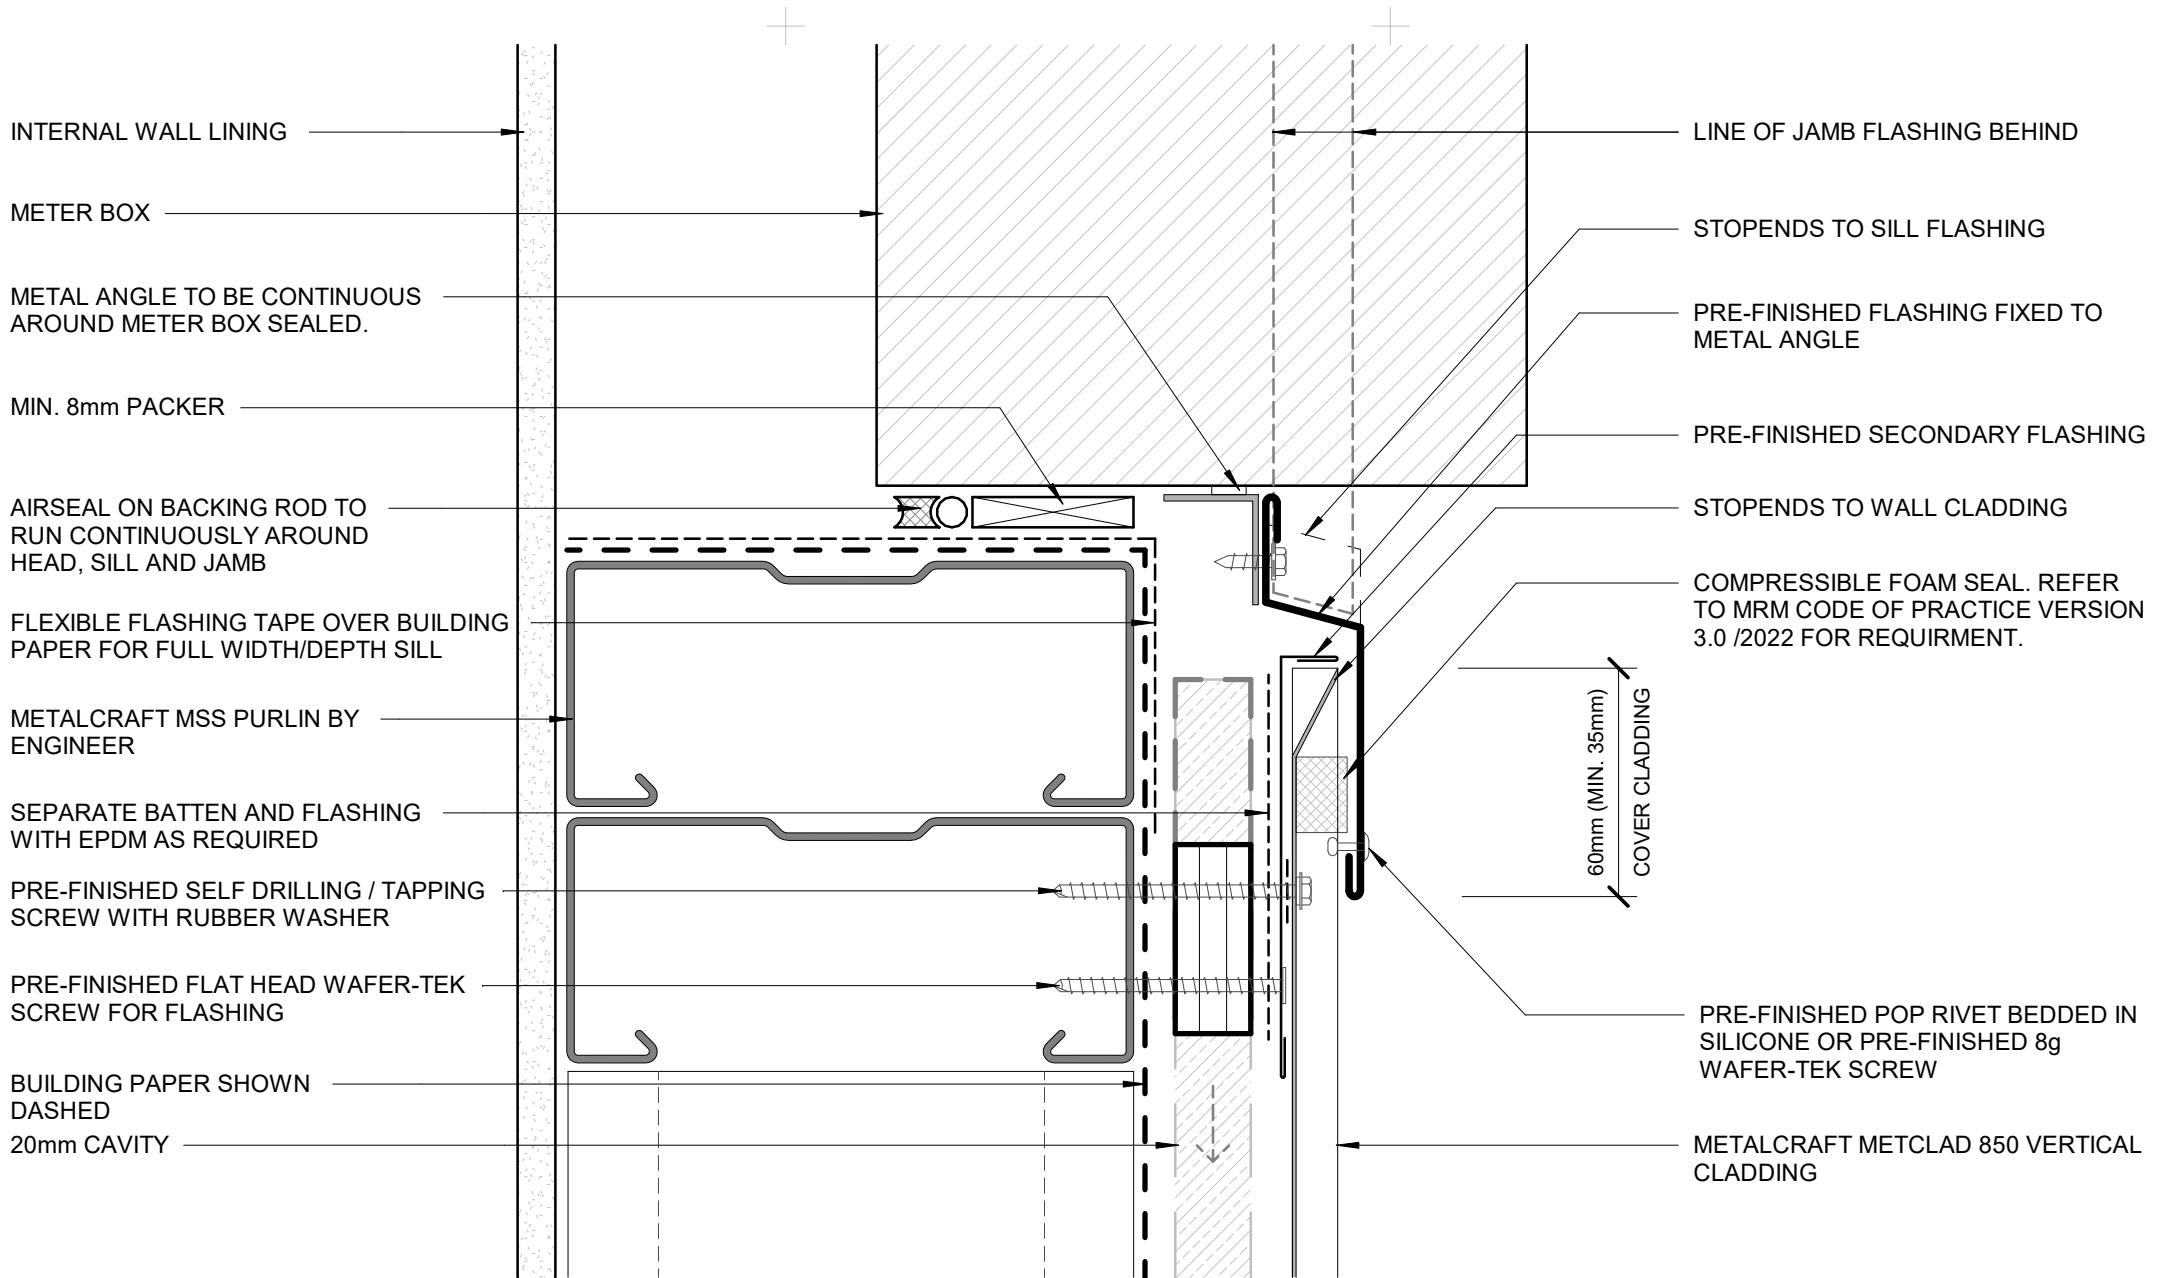 INTERNAL WALL LINING
METER BOX
METAL ANGLE TO BE CONTINUOUS
AROUND METER BOX SEALED.
MIN. 8mm PACKER
AIRSEAL ON BACKING ROD TO
RUN CONTINUOUSLY AROUND
HEAD, SILL AND JAMB
FLEXIBLE FLASHING TAPE OVER BUILDING
PAPER FOR FULL WIDTH/DEPTH SILL
METALCRAFT MSS PURLIN BY
ENGINEER
SEPARATE BATTEN AND FLASHING
WITH EPDM AS REQUIRED
PRE-FINISHED SELF DRILLING / TAPPING
SCREW WITH RUBBER WASHER
PRE-FINISHED FLAT HEAD WAFER-TEK
SCREW FOR FLASHING
BUILDING PAPER SHOWN
DASHED
20mm CAVITY
LINE OF JAMB FLASHING BEHIND
STOPENDS TO SILL FLASHING
PRE-FINISHED FLASHING FIXED TO
METAL ANGLE
PRE-FINISHED SECONDARY FLASHING
STOPENDS TO WALL CLADDING
COMPRESSIBLE FOAM SEAL. REFER
TO MRM CODE OF PRACTICE VERSION
3.0 /2022 FOR REQUIRMENT.
60mm (MIN. 35mm)
COVER CLADDING
PRE-FINISHED POP RIVET BEDDED IN
SILICONE OR PRE-FINISHED 8g
WAFER-TEK SCREW
METALCRAFT METCLAD 850 VERTICAL
CLADDING